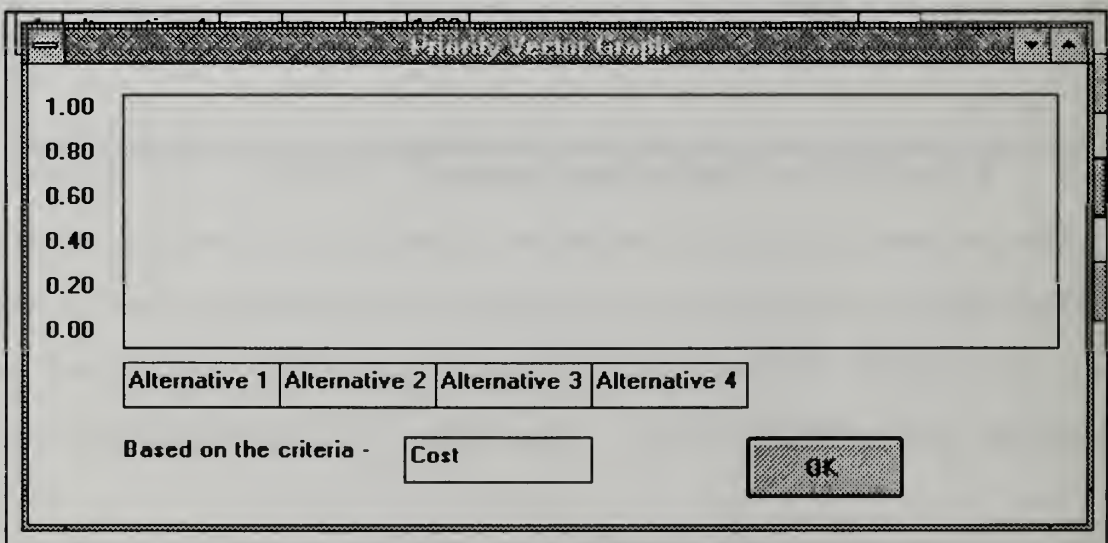 Priority Vector Graph
1.00
0.80
0.60
0.40
0.20
0.00
Alternative 1 Alternative 2 Alternative 3 Alternative 4
Based on the criteria - Cost
OK